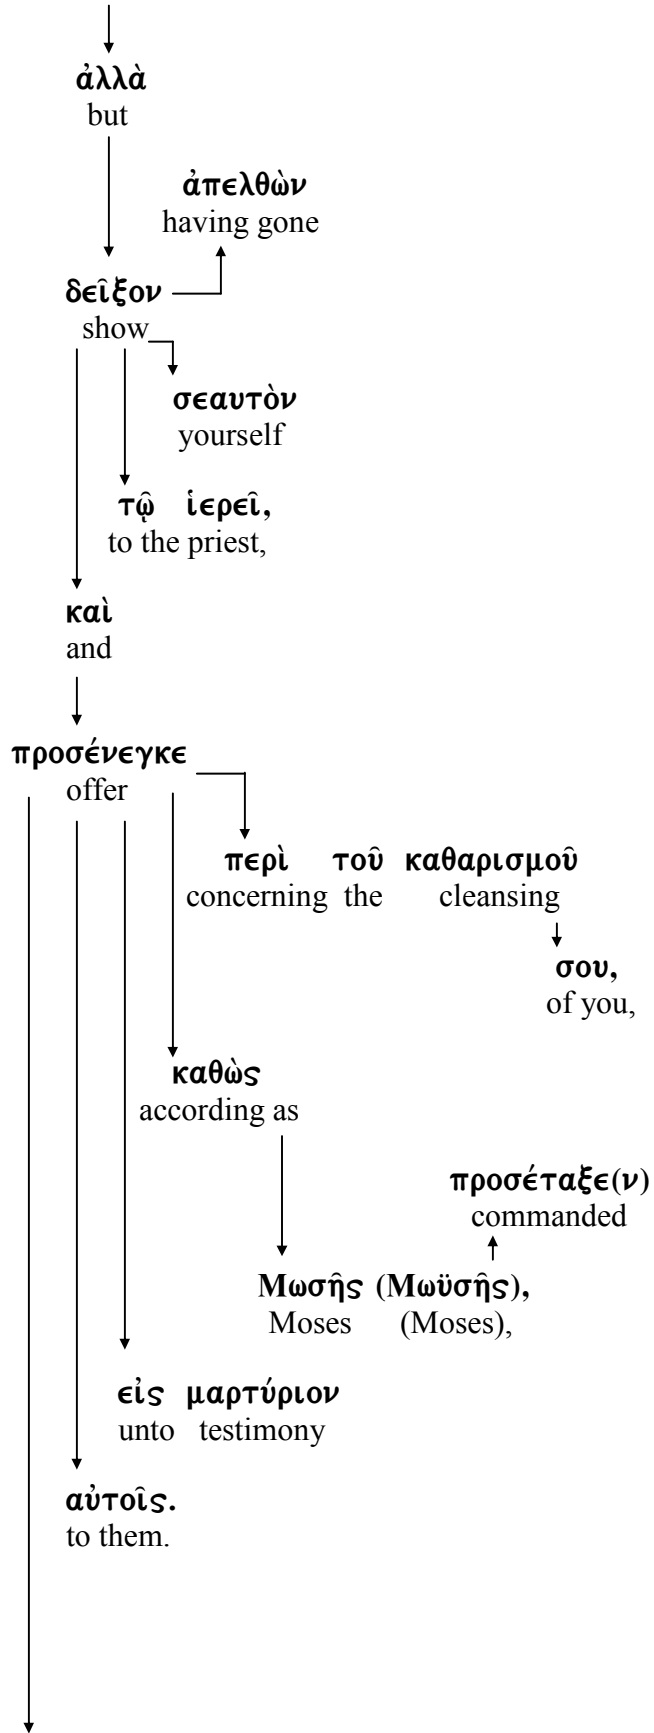 ἀλλὰ
but
ἀπελθὼν
having gone
δεῖξον
show
σεαυτὸν
yourself
τῷ ἱερεῖ,
to the priest,
καὶ
and
προσένεγκε
offer
περὶ τοῦ καθαρισμοῦ
concerning the cleansing
σου,
of you,
καθὼς
according as
προσέταξε(ν)
commanded
Μωσῆς (Μωϋσῆς),
Moses (Moses),
εἰς μαρτύριον
unto testimony
αὐτοῖς.
to them.